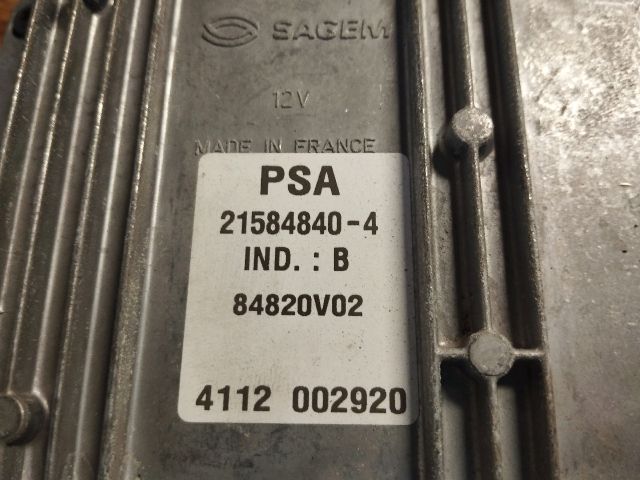 SAGEM
12V
MADE IN FRANCE
PSA
21584840-4
IND. : B
84820V02
4112 002920